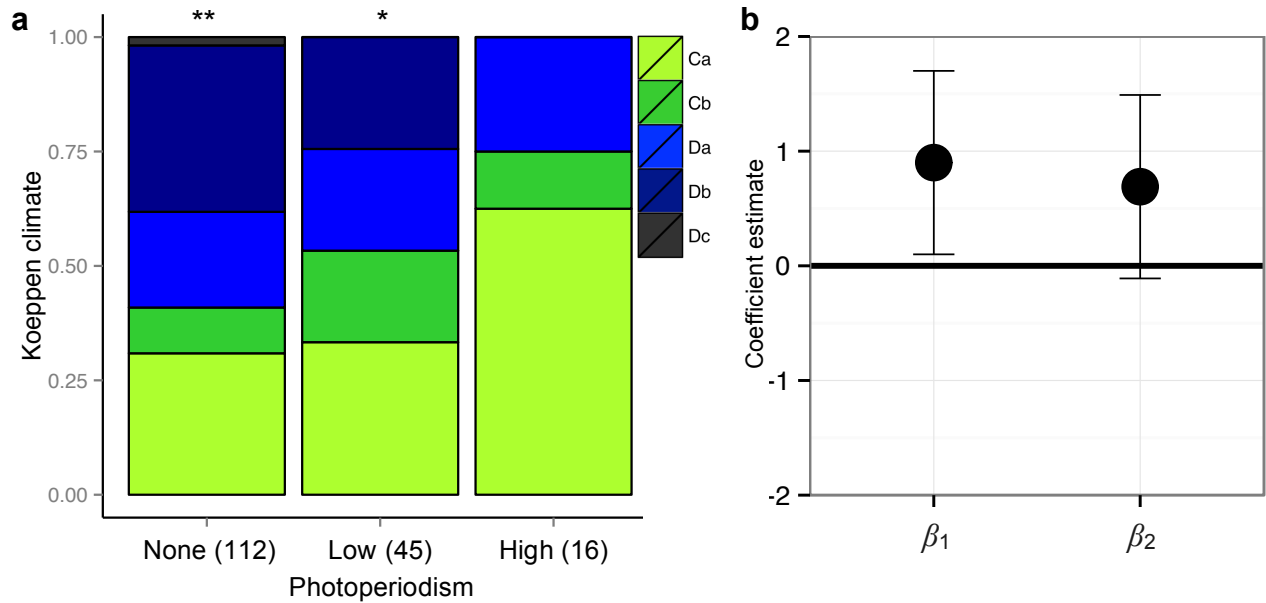 a
** *
Koeppen climate
1.00
0.75
0.50
0.25
0.00
None (112) Low (45) High (16)
Photoperiodism
Ca
Cb
Da
Db
Dc
b
Coefficient estimate
2
1
0
-1
-2
β1 β2